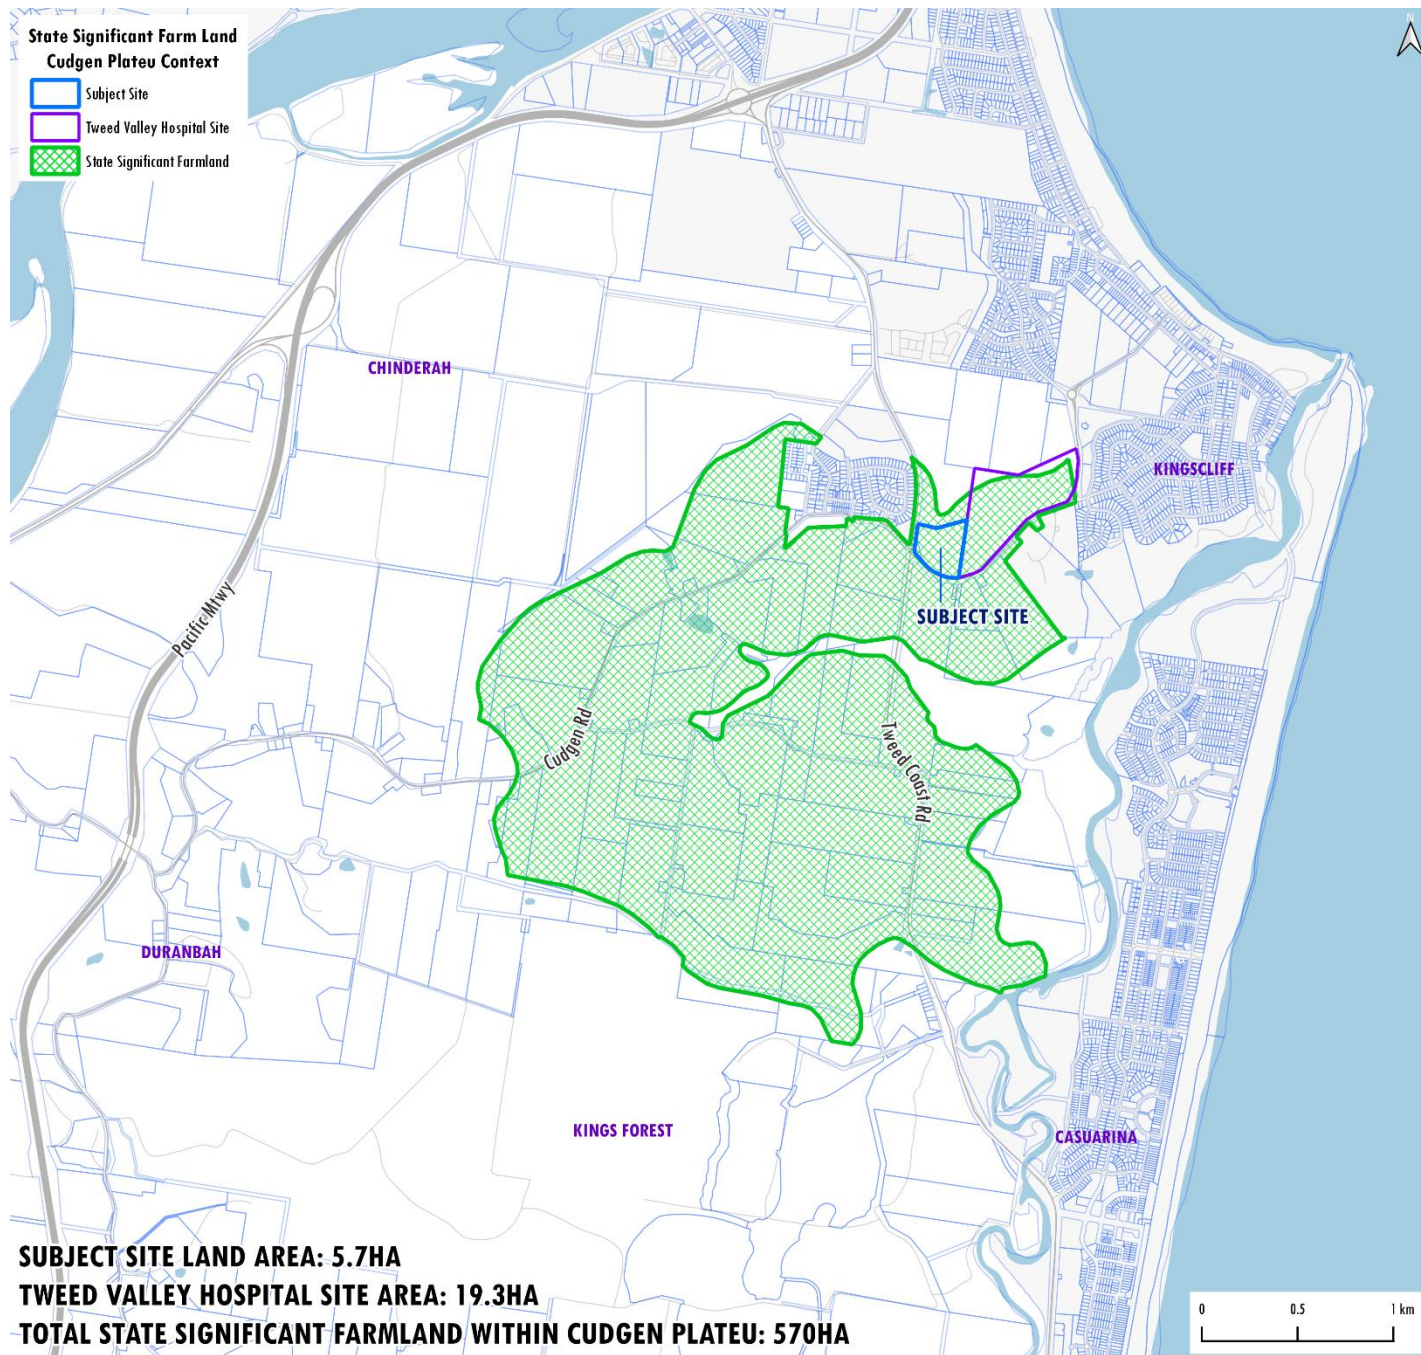 State Significant Farm Land
Cudgen Plateu Context
Subject Site
Tweed Valley Hospital Site
State Significant Farmland
N
CHINDERAH
KINGSCLIFF
Pacific Mtwy
SUBJECT SITE
Cudgen Rd
Tweed Coast Rd
DURANBAH
KINGS FOREST
CASUARINA
SUBJECT SITE LAND AREA: 5.7HA
TWEED VALLEY HOSPITAL SITE AREA: 19.3HA
TOTAL STATE SIGNIFICANT FARMLAND WITHIN CUDGEN PLATEU: 570HA
0 0.5 1 km